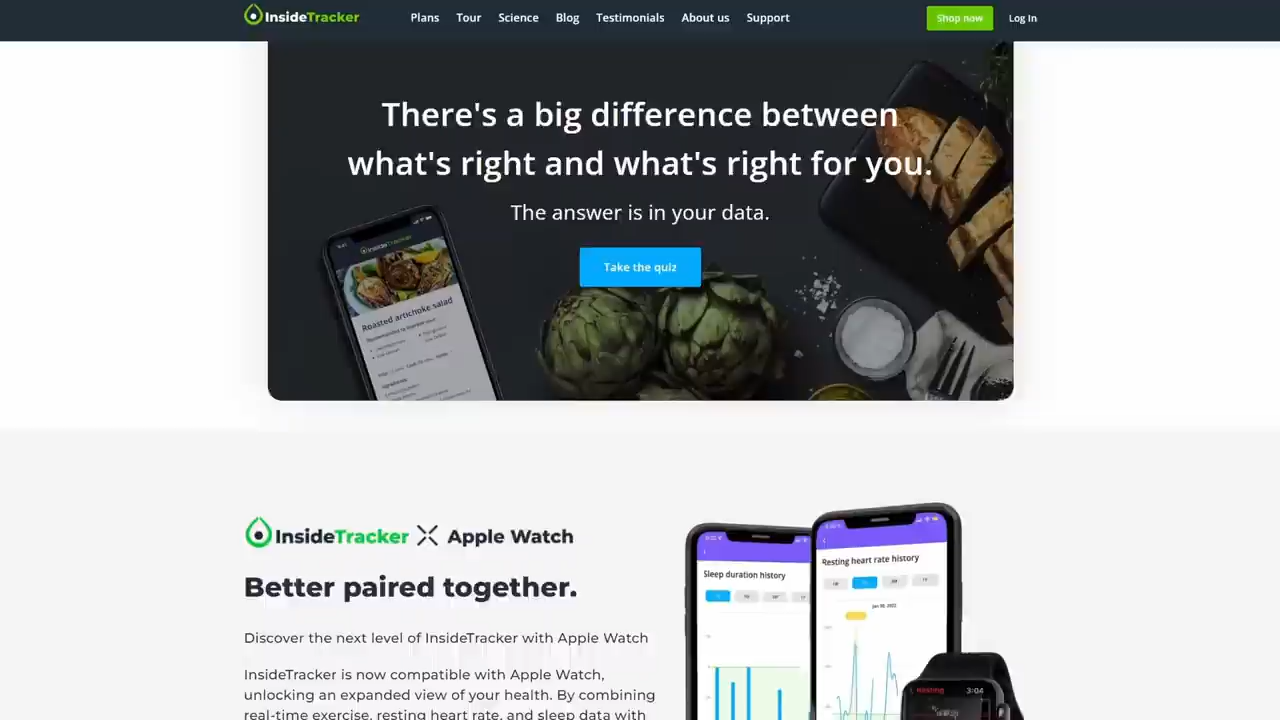 InsideTracker
Plans Tour Science Blog Testimonials About us Support
Shop now Log In
There's a big difference between
what's right and what's right for you.
The answer is in your data.
Take the quiz
InsideTracker
Roasted artichoke salad
InsideTracker X Apple Watch
Better paired together.
Discover the next level of InsideTracker with Apple Watch
InsideTracker is now compatible with Apple Watch,
unlocking an expanded view of your health. By combining
real-time exercise, resting heart rate, and sleep data with
Sleep duration history
Resting heart rate history
Resting 3:04